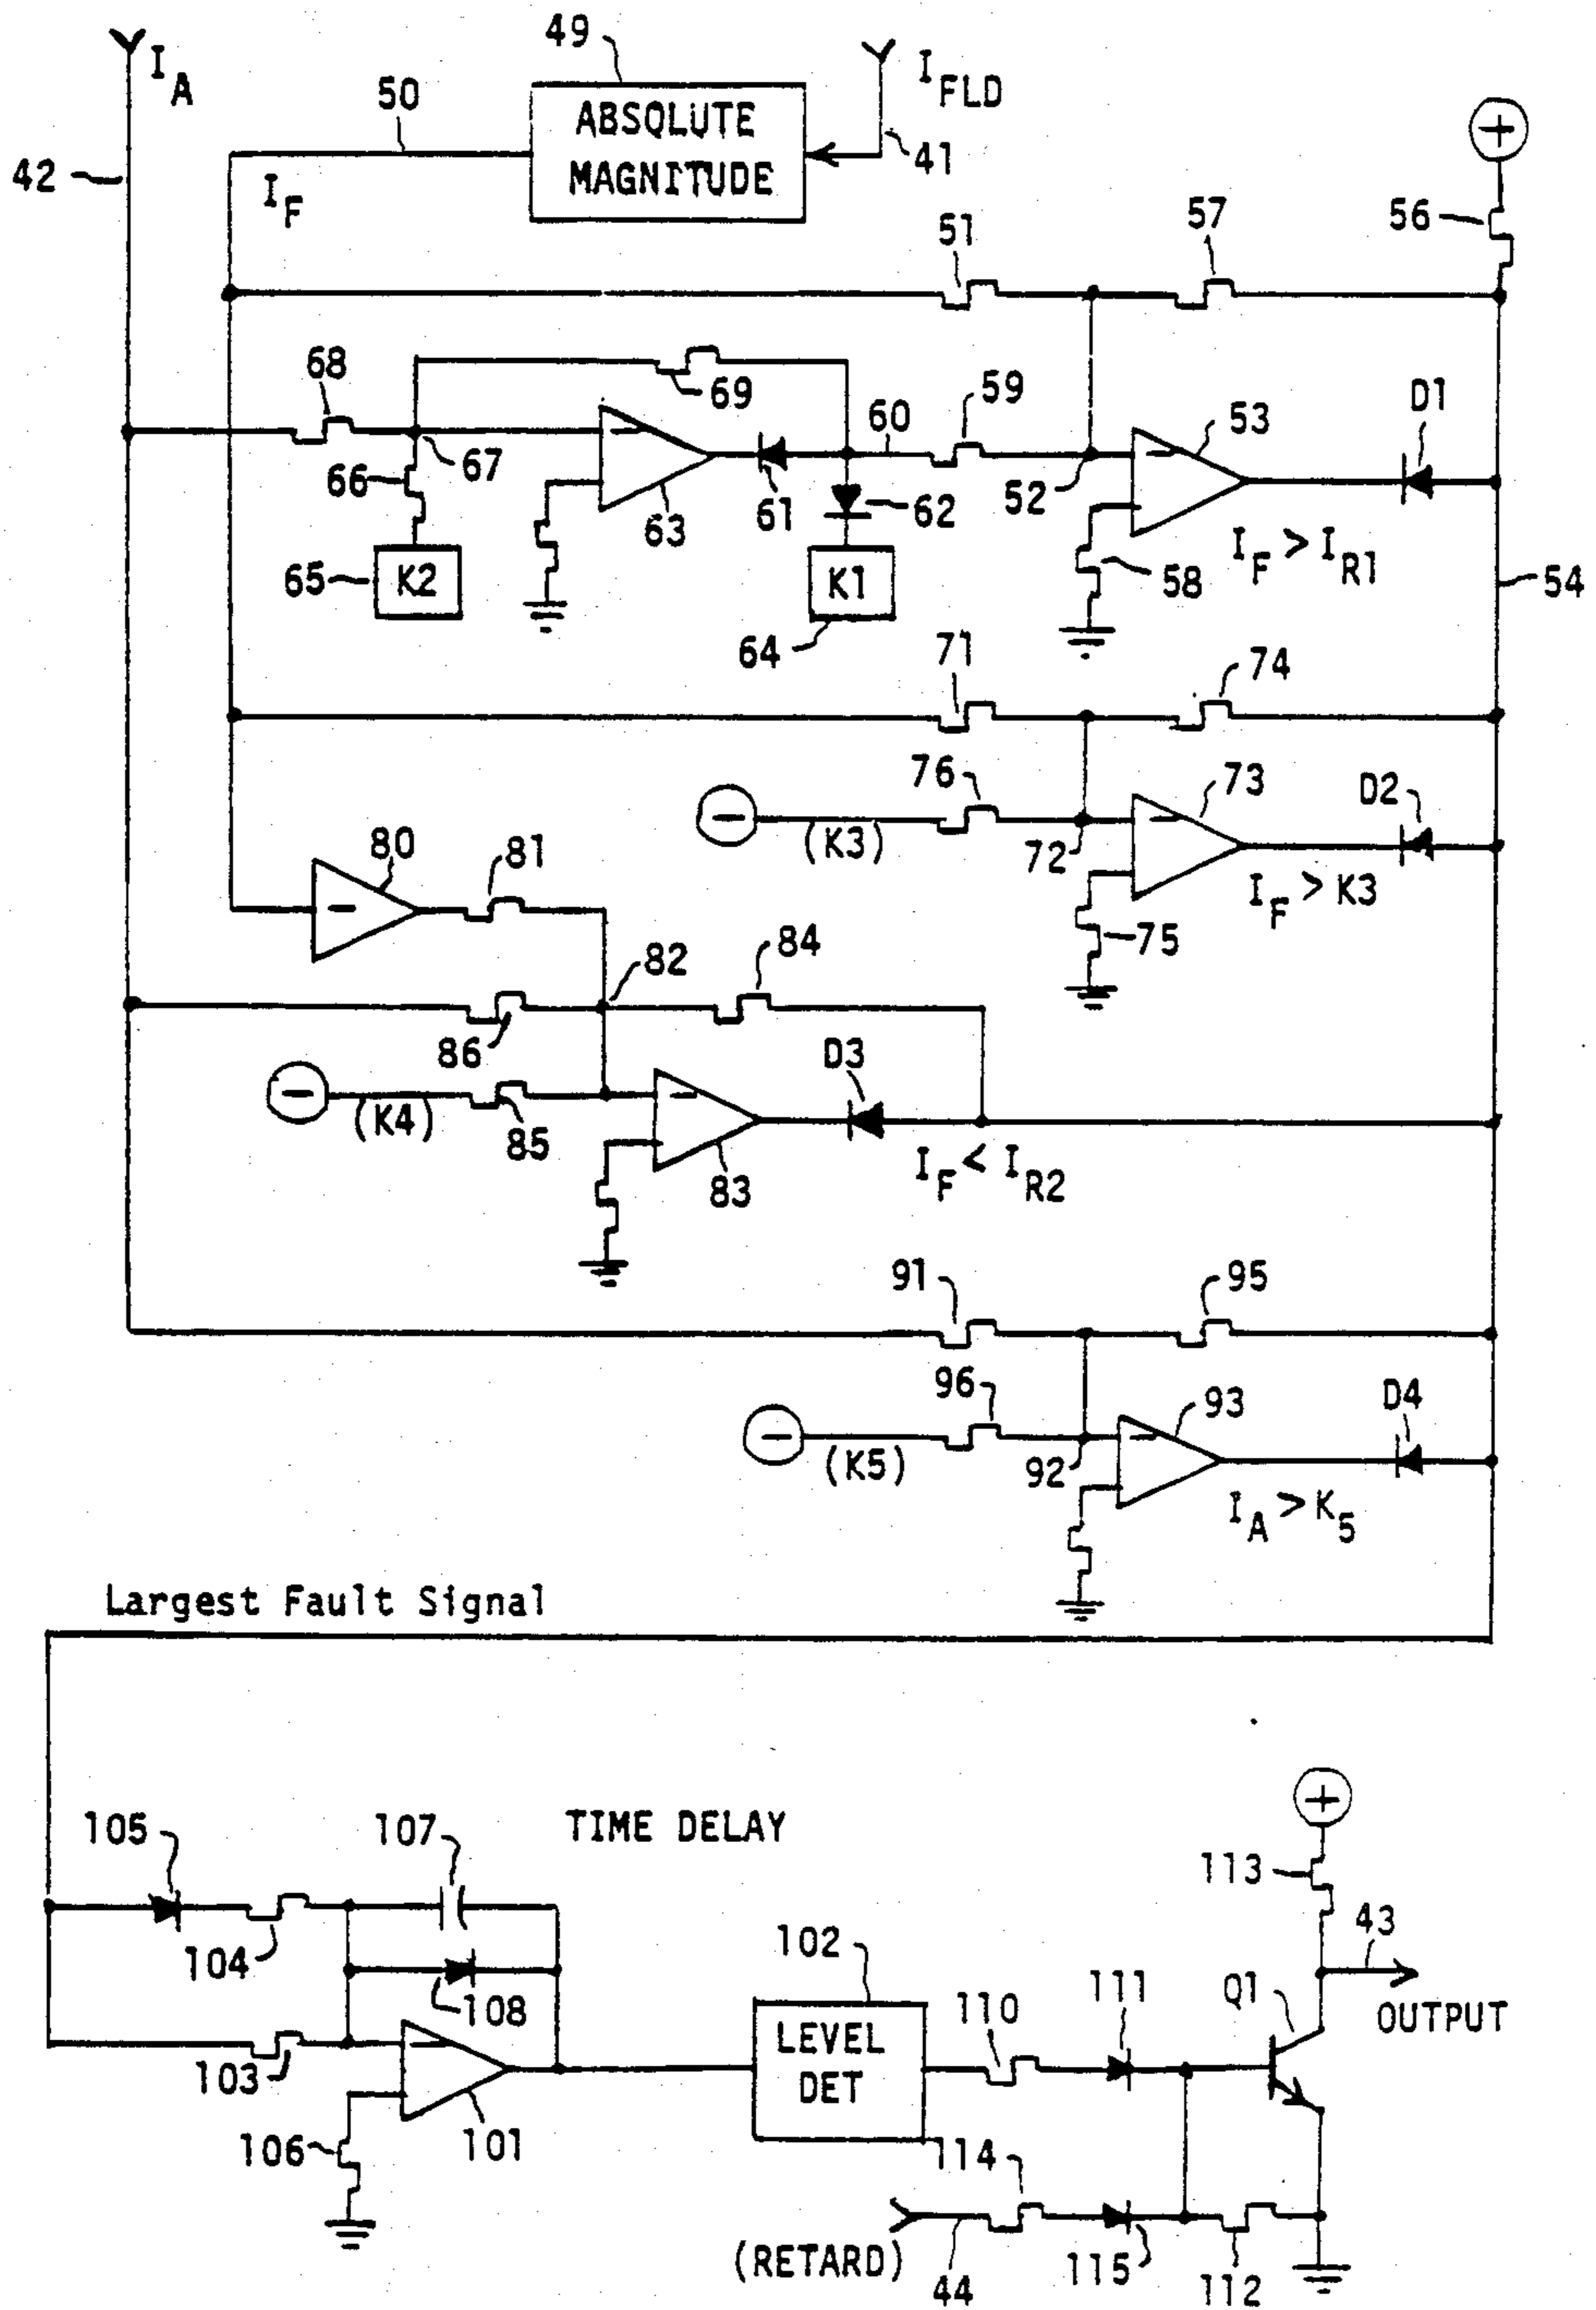 49
I_A
I_FLD
50
ABSOLUTE
MAGNITUDE
41
42
I_F
+
51
57
56
68
69
59
60
53
D1
66
67
63
61
62
52
65
K2
K1
64
58
I_F > I_R1
54
71
74
76
73
D2
(K3)
72
I_F > K3
75
80
81
82
84
86
D3
(K4)
85
83
I_F < I_R2
91
95
96
93
D4
(K5)
92
I_A > K_5
Largest Fault Signal
105
107
TIME DELAY
+
113
43
104
108
102
LEVEL
DET
110
111
Q1
OUTPUT
103
101
106
114
(RETARD)
44
115
112